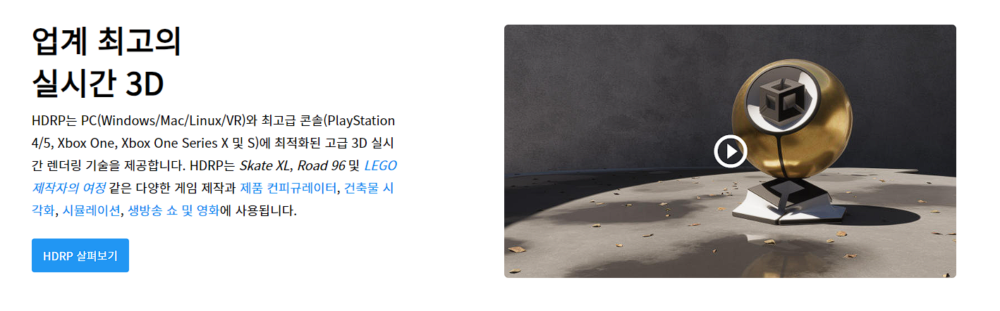 업계 최고의
실시간 3D
HDRP는 PC(Windows/Mac/Linux/VR)와 최고급 콘솔(PlayStation
4/5, Xbox One, Xbox One Series X 및 S)에 최적화된 고급 3D 실시
간 렌더링 기술을 제공합니다. HDRP는 Skate XL, Road 96 및 LEGO
제작자의 여정 같은 다양한 게임 제작과 제품 컨피규레이터, 건축물 시
각화, 시뮬레이션, 생방송 쇼 및 영화에 사용됩니다.
HDRP 살펴보기